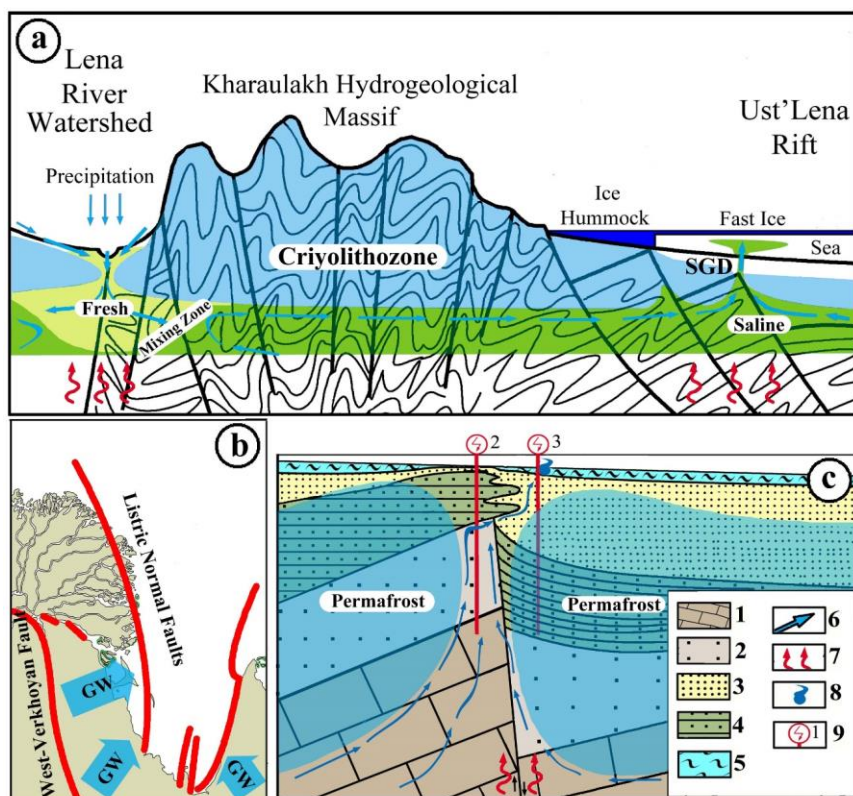 a
Lena
River
Watershed
Kharaulakh Hydrogeological
Massif
Ust'Lena
Rift
Precipitation
Ice
Hummock
Fast Ice
Sea
SGD
Criyolithozone
Fresh
Mixing Zone
Saline
b
Listric Normal Faults
West-Verkhoyan Fault
GW
GW
GW
c
2
3
Permafrost
Permafrost
1
2
3
4
5
6
7
8
1
9